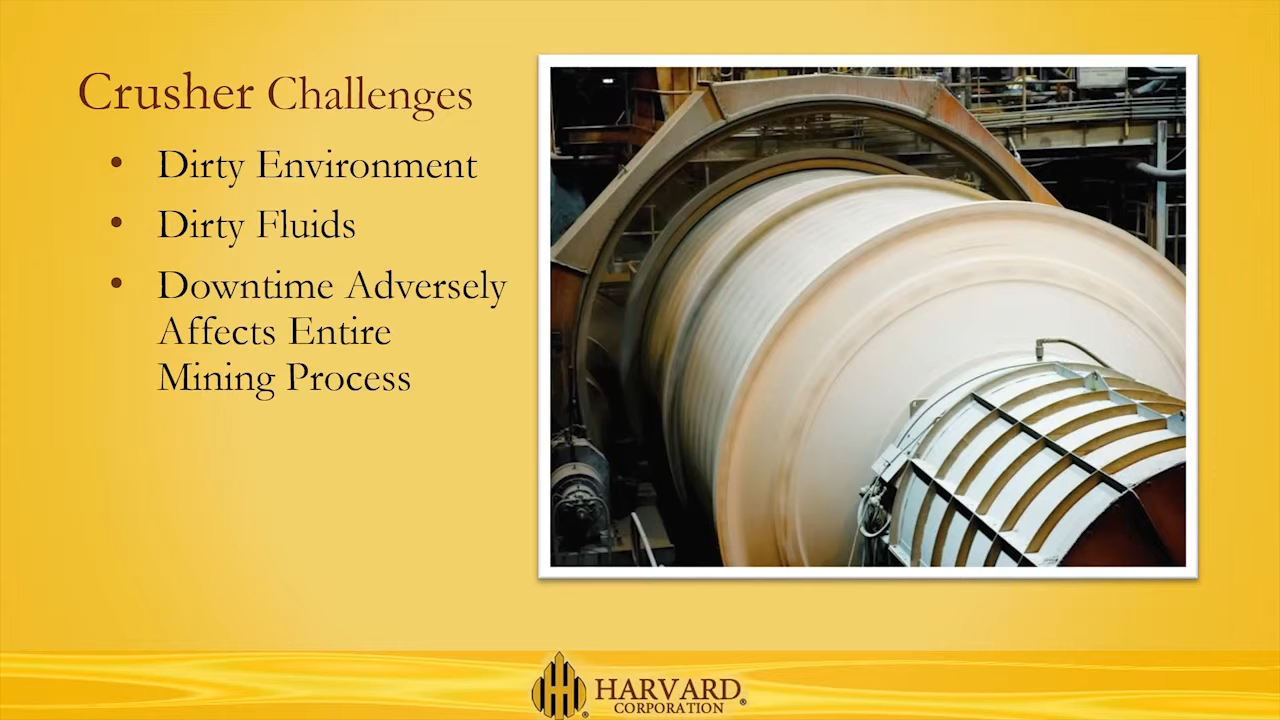 Crusher Challenges
• Dirty Environment
• Dirty Fluids
• Downtime Adversely
Affects Entire
Mining Process
HARVARD®
CORPORATION